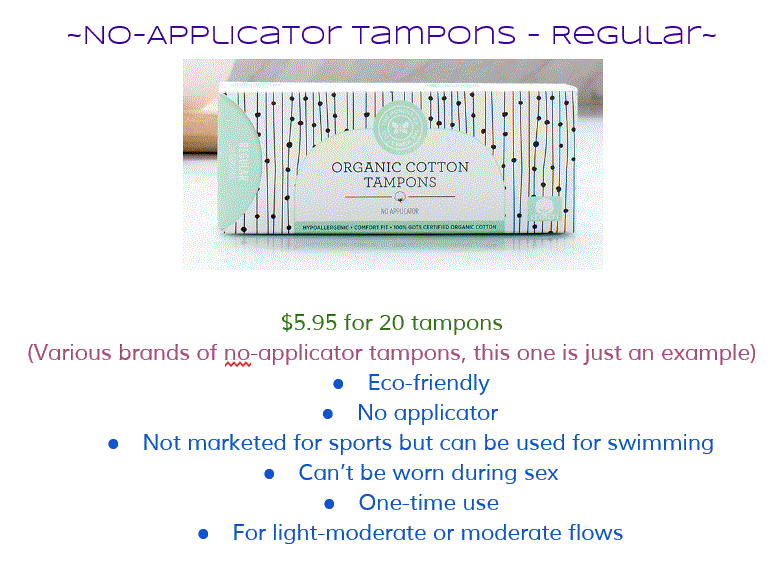 ~No-Applicator Tampons - Regular~
ORGANIC COTTON
TAMPONS
NO APPLICATOR
HYPOALLERGENIC • COMFORT FIT • 100% GOTS CERTIFIED ORGANIC COTTON
REGULAR
$5.95 for 20 tampons
(Various brands of no-applicator tampons, this one is just an example)
● Eco-friendly
● No applicator
● Not marketed for sports but can be used for swimming
● Can't be worn during sex
● One-time use
● For light-moderate or moderate flows